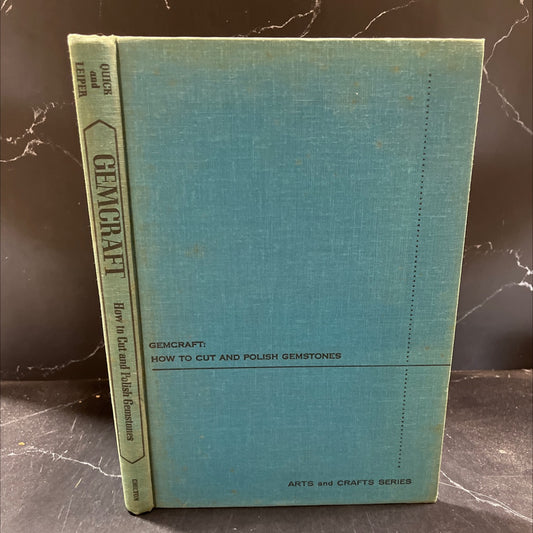 QUICK
and
LEIPER
GEMCRAFT
How to Cut and Polish Gemstones
CHILTON
GEMCRAFT:
HOW TO CUT AND POLISH GEMSTONES
ARTS and CRAFTS SERIES